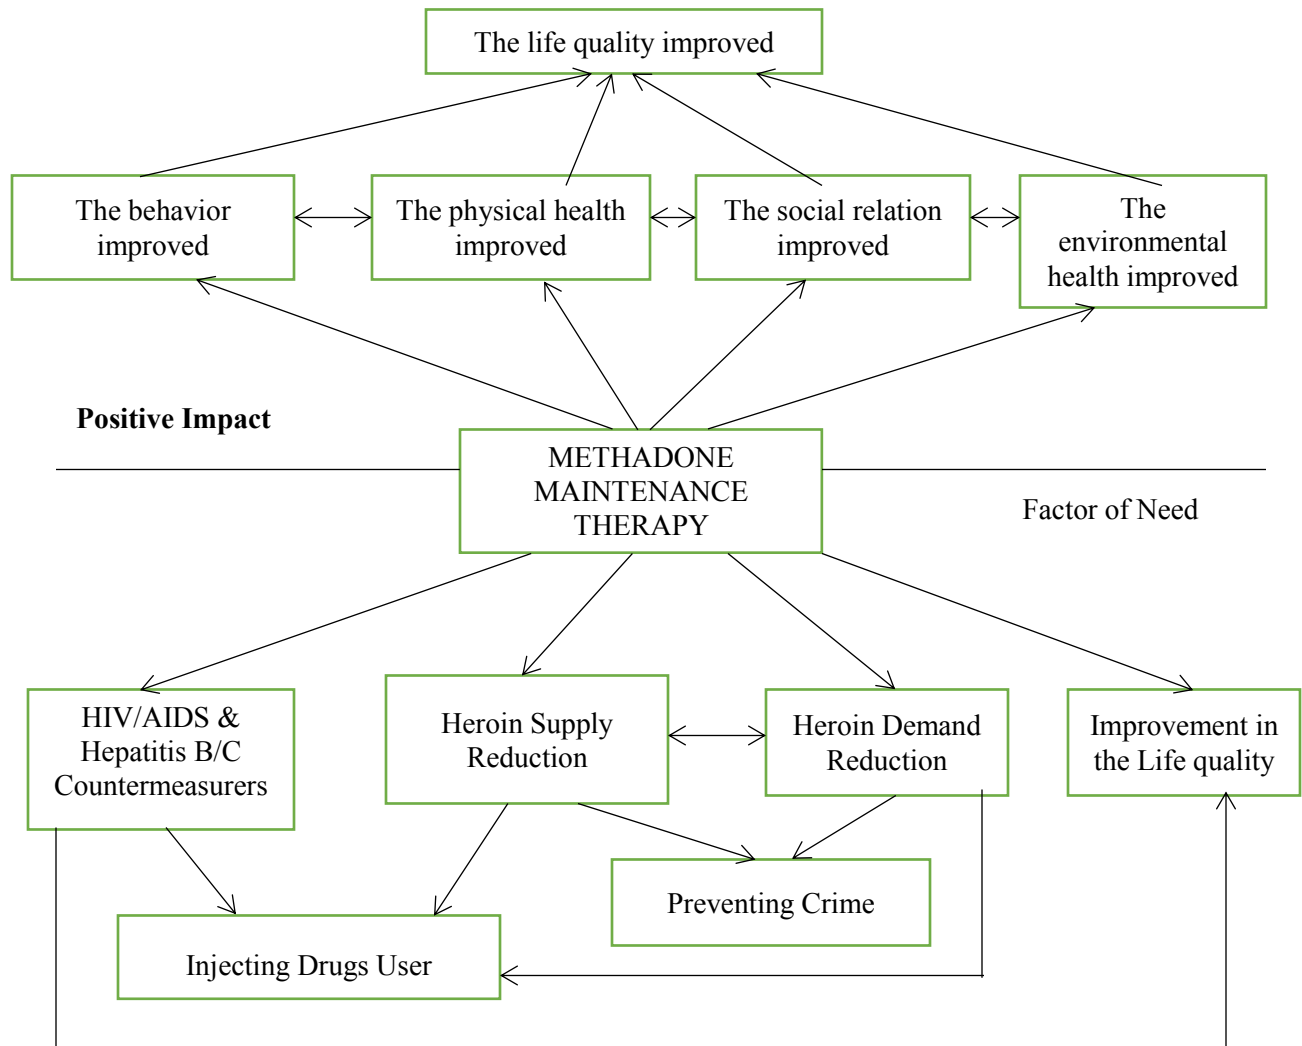 The life quality improved
The behavior
improved
The physical health
improved
The social relation
improved
The
environmental
health improved
Positive Impact
METHADONE
MAINTENANCE
THERAPY
Factor of Need
HIV/AIDS &
Hepatitis B/C
Countermeasurers
Heroin Supply
Reduction
Heroin Demand
Reduction
Improvement in
the Life quality
Preventing Crime
Injecting Drugs User